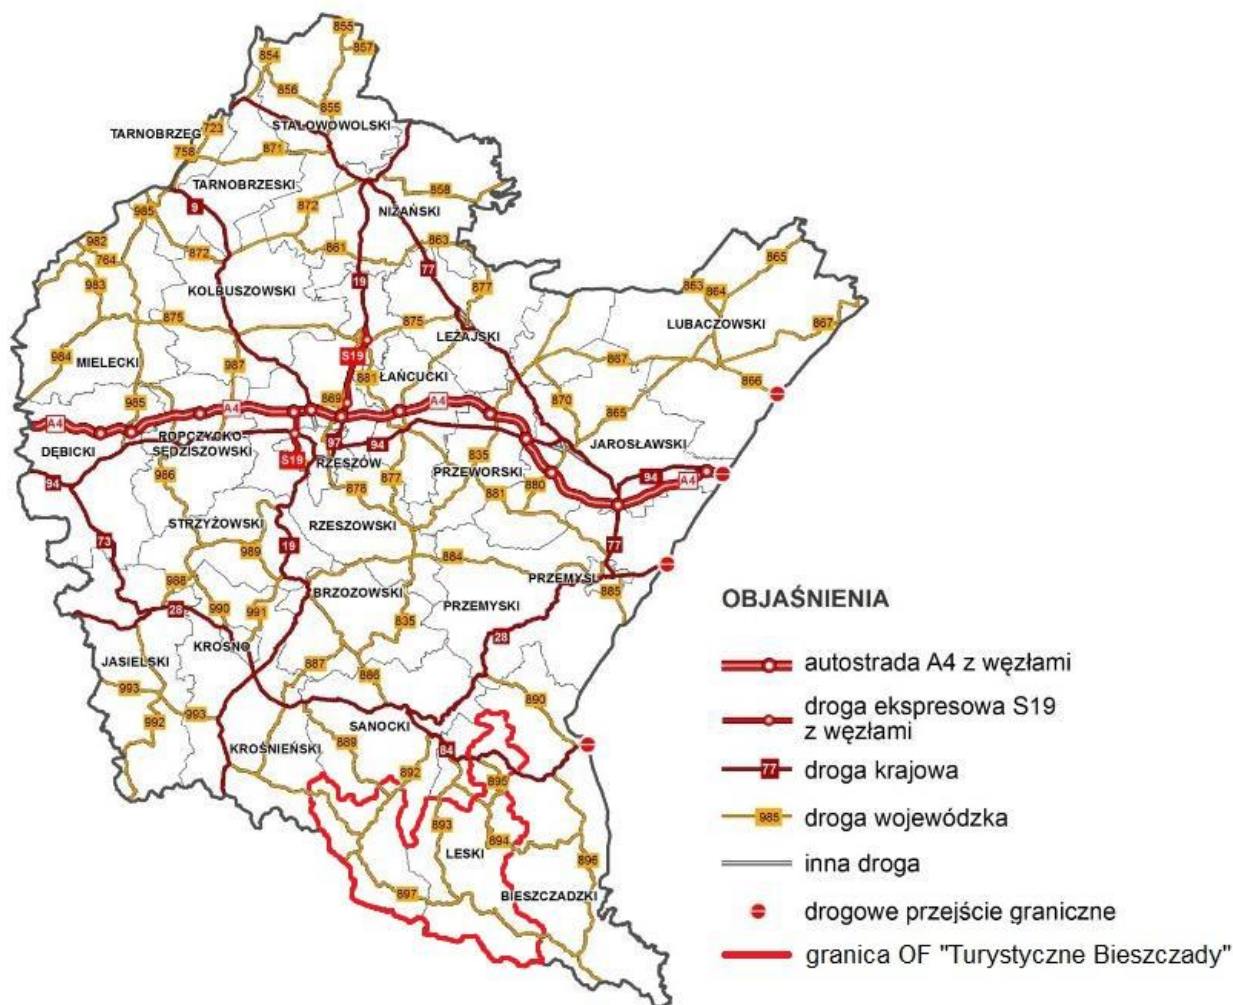 855
857
854
856
855
STALOWOWOLSKI
TARNOBRZEG
723
758
871
TARNOBRZESKI
858
9
985
872
NIŻAŃSKI
982
764
872
861
863
865
983
KOLBUSZOWSKI
19
77
877
863
864
875
875
LUBACZOWSKI
867
LEŻAJSKI
984
MIELECKI
987
S19
881
ŁAŃCUCKI
867
866
985
869
A4
A4
870
865
A4
DĘBICKI
ROPCZYCKO-
SĘDZISZOWSKI
97
94
JAROSŁAWSKI
S19
RZESZÓW
835
94
986
877
PRZEWORSKI
94
A4
878
881
880
STRZYŻOWSKI
RZESZOWSKI
73
989
19
77
884
988
BRZOZOWSKI
PRZEMYŚL
885
28
990
991
PRZEMYSKI
835
28
KROSNO
JASIELSKI
887
886
993
993
890
992
SANOCKI
KROŚNIEŃSKI
889
84
892
895
893
894
LESKI
896
897
BIESZCZADZKI
OBJAŚNIENIA
autostrada A4 z węzłami
droga ekspresowa S19
z węzłami
77
droga krajowa
985
droga wojewódzka
inna droga
drogowe przejście graniczne
granica OF "Turystyczne Bieszczady"